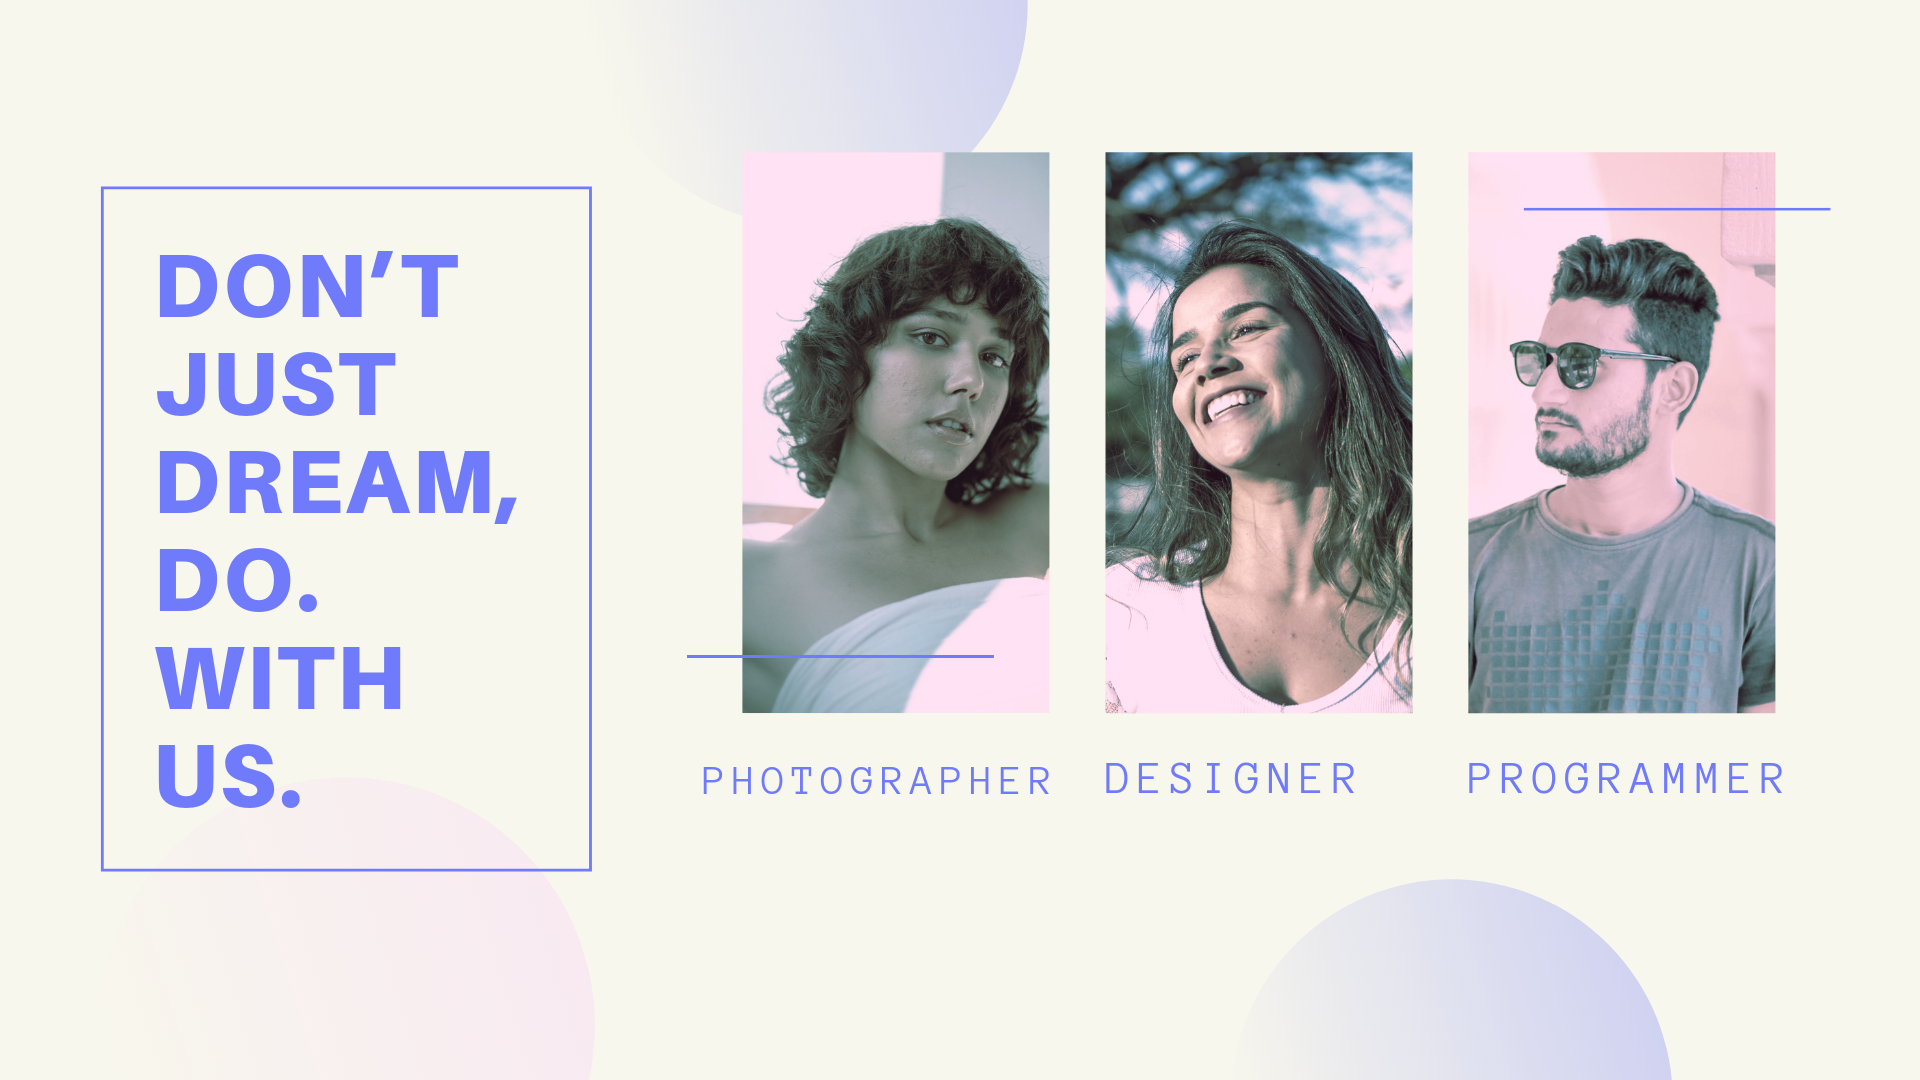 DON’T
JUST
DREAM,
DO.
WITH
US.
PHOTOGRAPHER
DESIGNER
PROGRAMMER